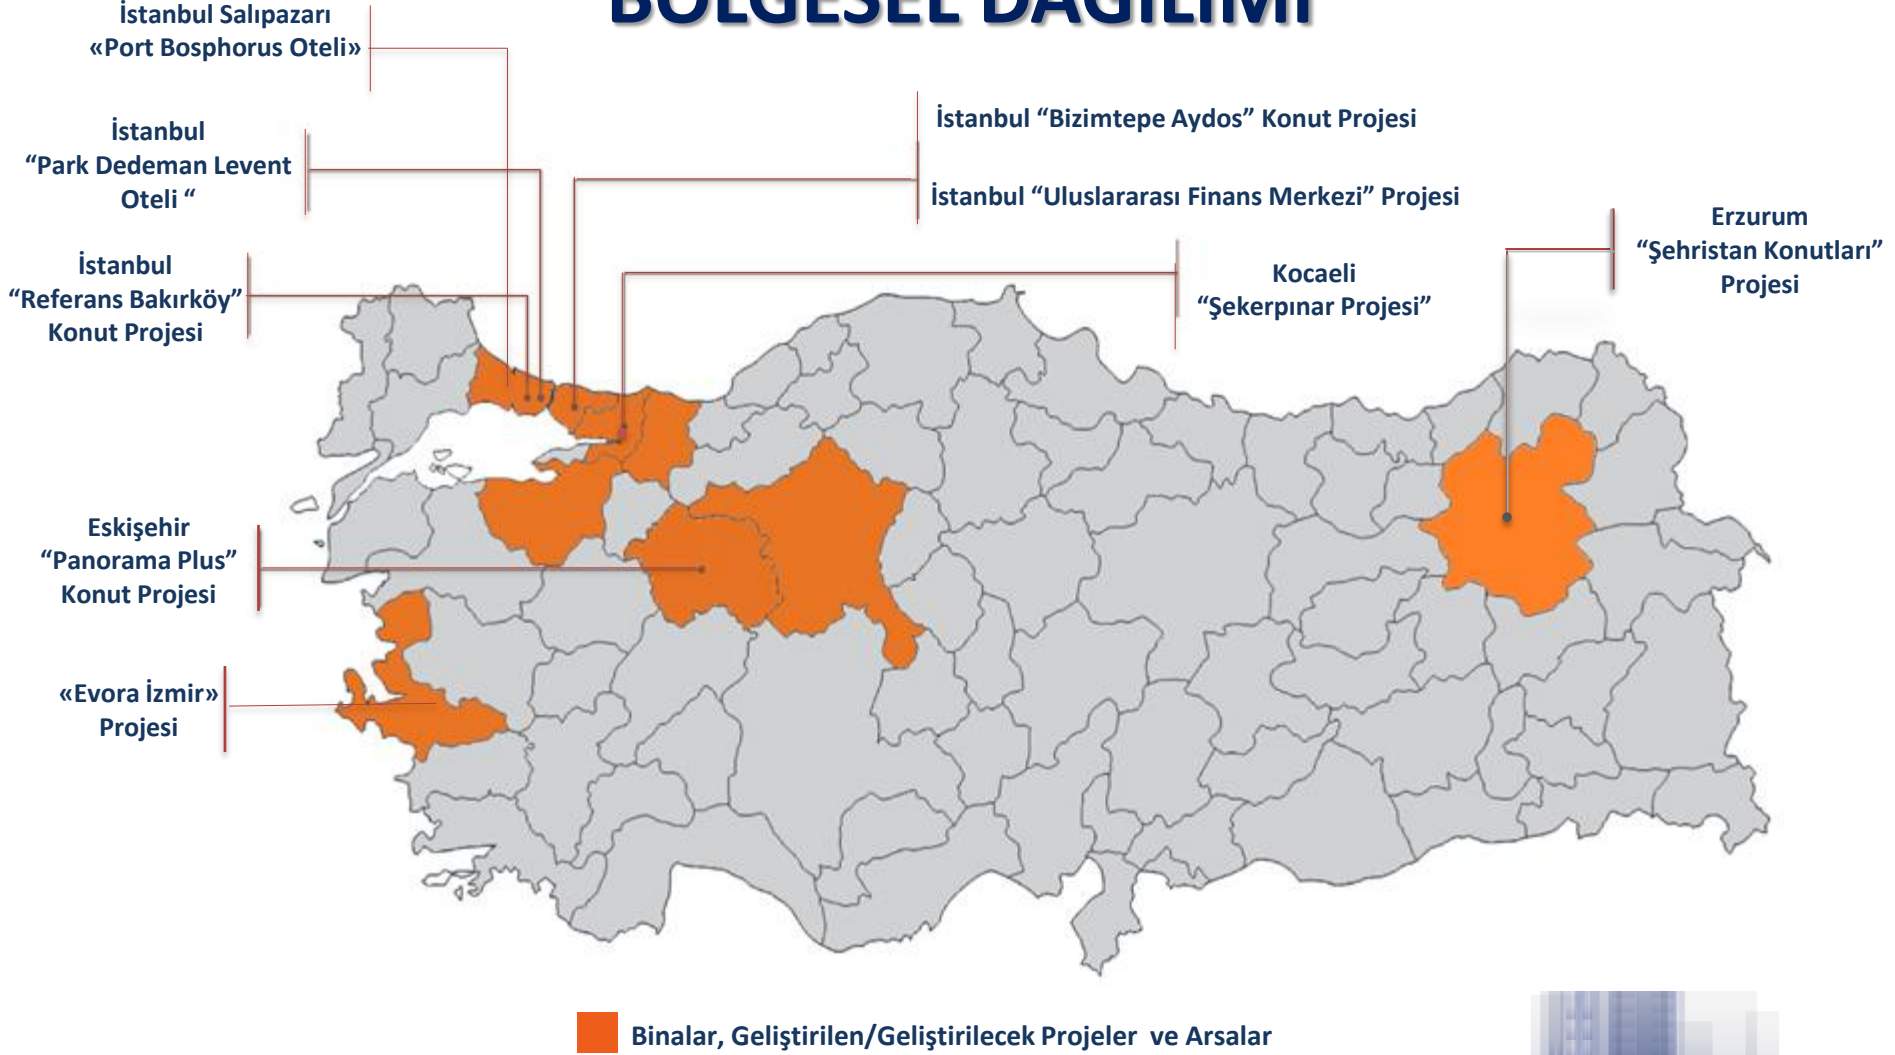 BÖLGESEL DAĞILIMI
İstanbul Salıpazarı
«Port Bosphorus Oteli»
İstanbul
“Park Dedeman Levent
Oteli “
İstanbul
“Referans Bakırköy”
Konut Projesi
İstanbul “Bizimtepe Aydos” Konut Projesi
İstanbul “Uluslararası Finans Merkezi” Projesi
Kocaeli
“Şekerpınar Projesi”
Erzurum
“Şehristan Konutları”
Projesi
Eskişehir
“Panorama Plus”
Konut Projesi
«Evora İzmir»
Projesi
Binalar, Geliştirilen/Geliştirilecek Projeler ve Arsalar